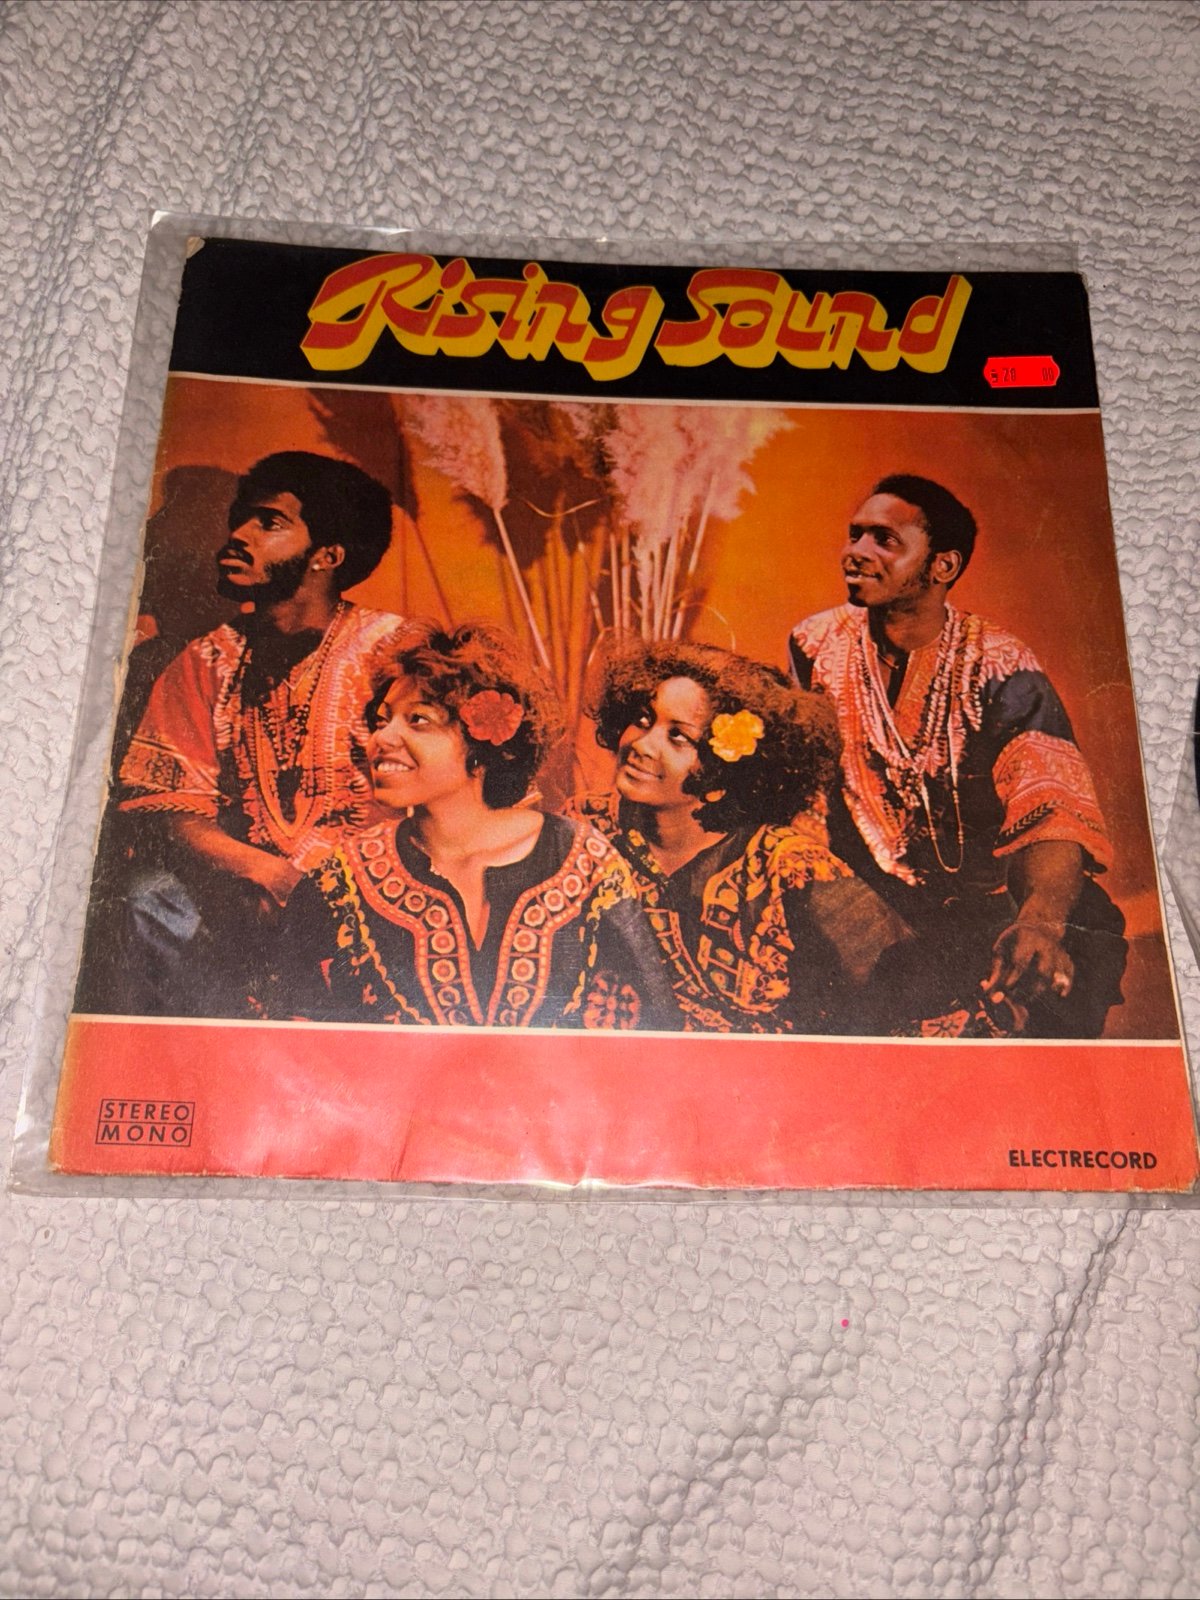 Rising Sound
STEREO
MONO
ELECTRECORD